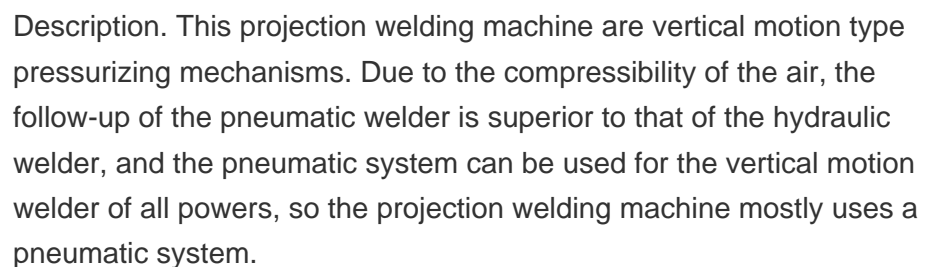 Description. This projection welding machine are vertical motion type
pressurizing mechanisms. Due to the compressibility of the air, the
follow-up of the pneumatic welder is superior to that of the hydraulic
welder, and the pneumatic system can be used for the vertical motion
welder of all powers, so the projection welding machine mostly uses a
pneumatic system.